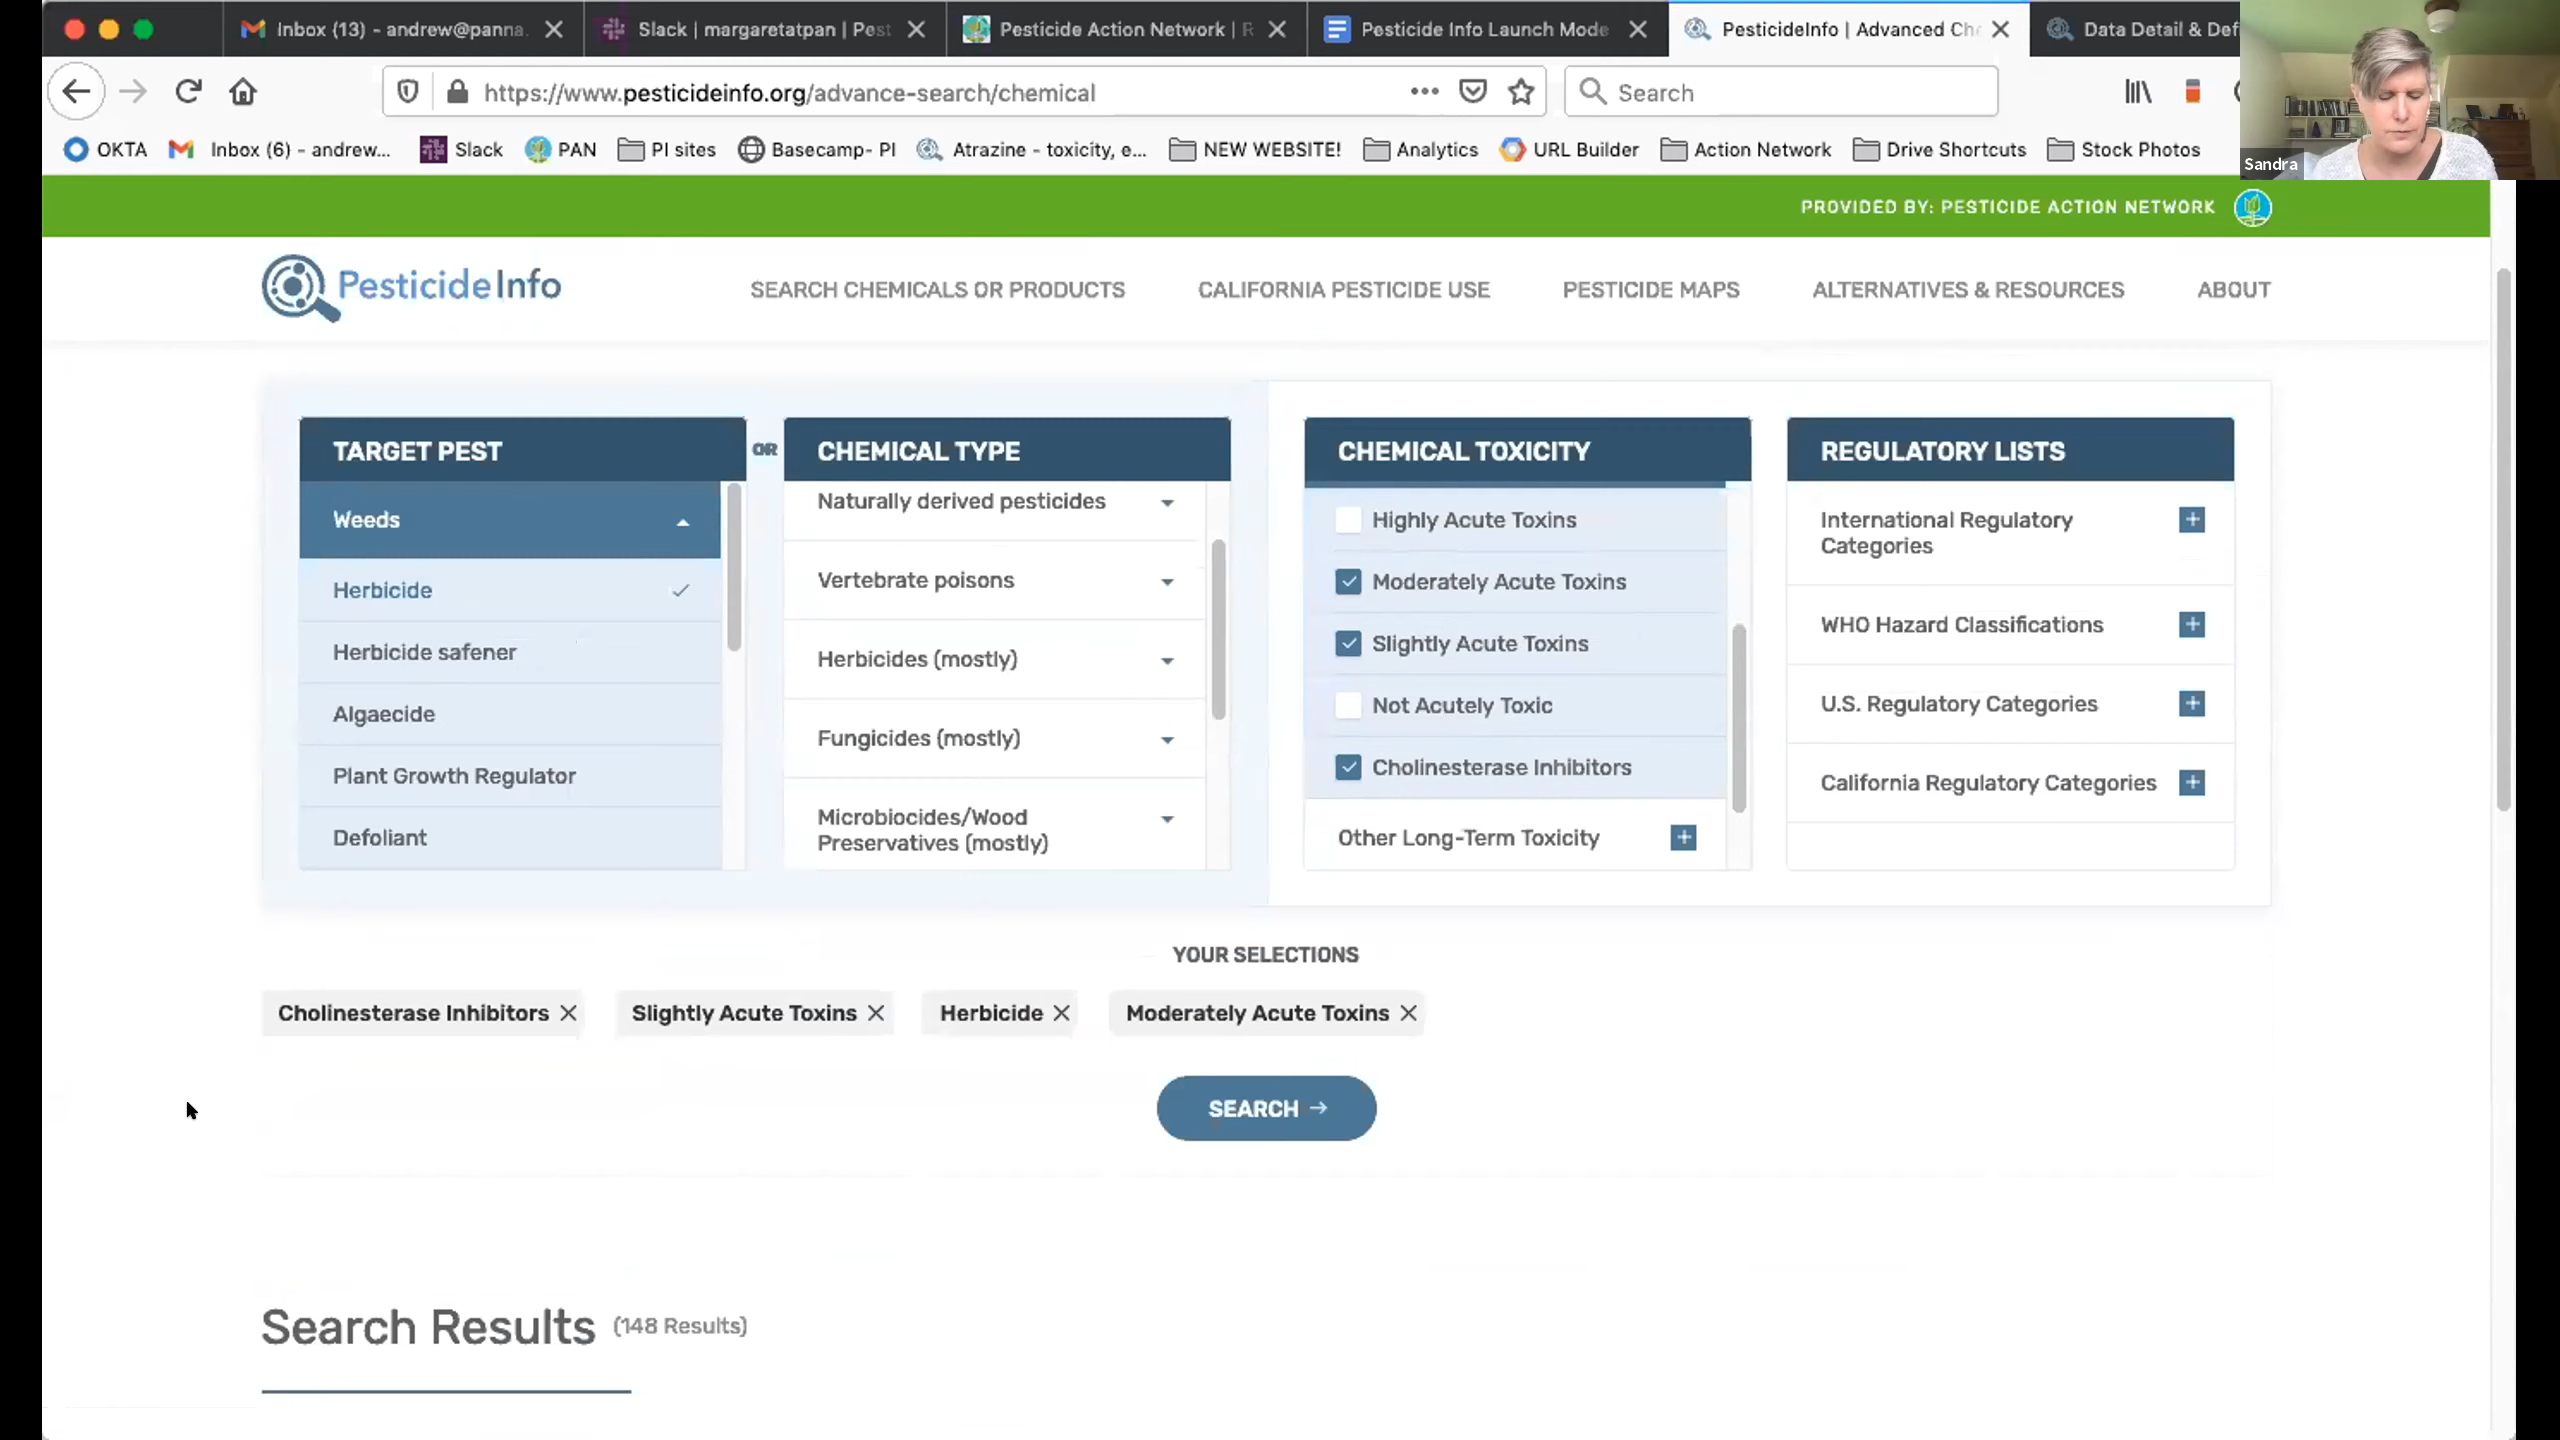 Inbox (13) - andrew@panna.
Slack | margaretatpan | Pest
Pesticide Action Network | R
Pesticide Info Launch Mode
PesticideInfo | Advanced Che
Data Detail & Def
https://www.pesticideinfo.org/advance-search/chemical
Search
OKTA
Inbox (6) - andrew...
Slack
PAN
PI sites
Basecamp- PI
Atrazine - toxicity, e...
NEW WEBSITE!
Analytics
URL Builder
Action Network
Drive Shortcuts
Stock Photos
Sandra
PROVIDED BY: PESTICIDE ACTION NETWORK
PesticideInfo
SEARCH CHEMICALS OR PRODUCTS
CALIFORNIA PESTICIDE USE
PESTICIDE MAPS
ALTERNATIVES & RESOURCES
ABOUT
TARGET PEST
Weeds
Herbicide
Herbicide safener
Algaecide
Plant Growth Regulator
Defoliant
OR
CHEMICAL TYPE
Naturally derived pesticides
Vertebrate poisons
Herbicides (mostly)
Fungicides (mostly)
Microbiocides/Wood
Preservatives (mostly)
CHEMICAL TOXICITY
Highly Acute Toxins
Moderately Acute Toxins
Slightly Acute Toxins
Not Acutely Toxic
Cholinesterase Inhibitors
Other Long-Term Toxicity
REGULATORY LISTS
International Regulatory
Categories
WHO Hazard Classifications
U.S. Regulatory Categories
California Regulatory Categories
YOUR SELECTIONS
Cholinesterase Inhibitors
Slightly Acute Toxins
Herbicide
Moderately Acute Toxins
SEARCH →
Search Results (148 Results)